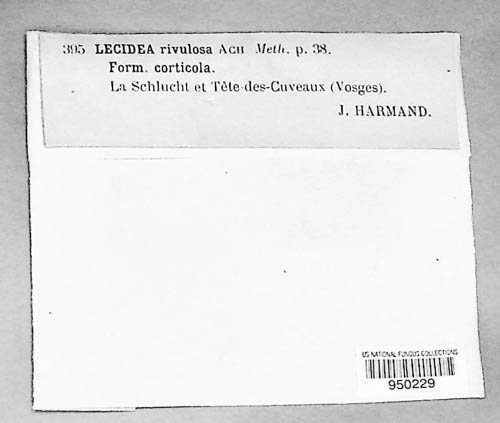 395 LECIDEA rivulosa Ach Meth. p. 38.
Form. corticola.
La Schlucht et Tête-des-Cuveaux (Vosges).
J. HARMAND.
US NATIONAL FUNGUS COLLECTIONS
950229